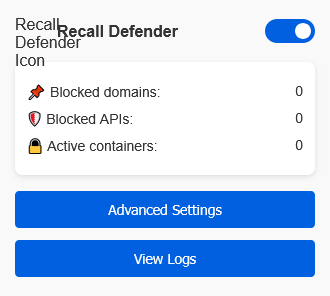 Recall Defender Icon
Recall Defender
Blocked domains: 0
Blocked APIs: 0
Active containers: 0
Advanced Settings
View Logs